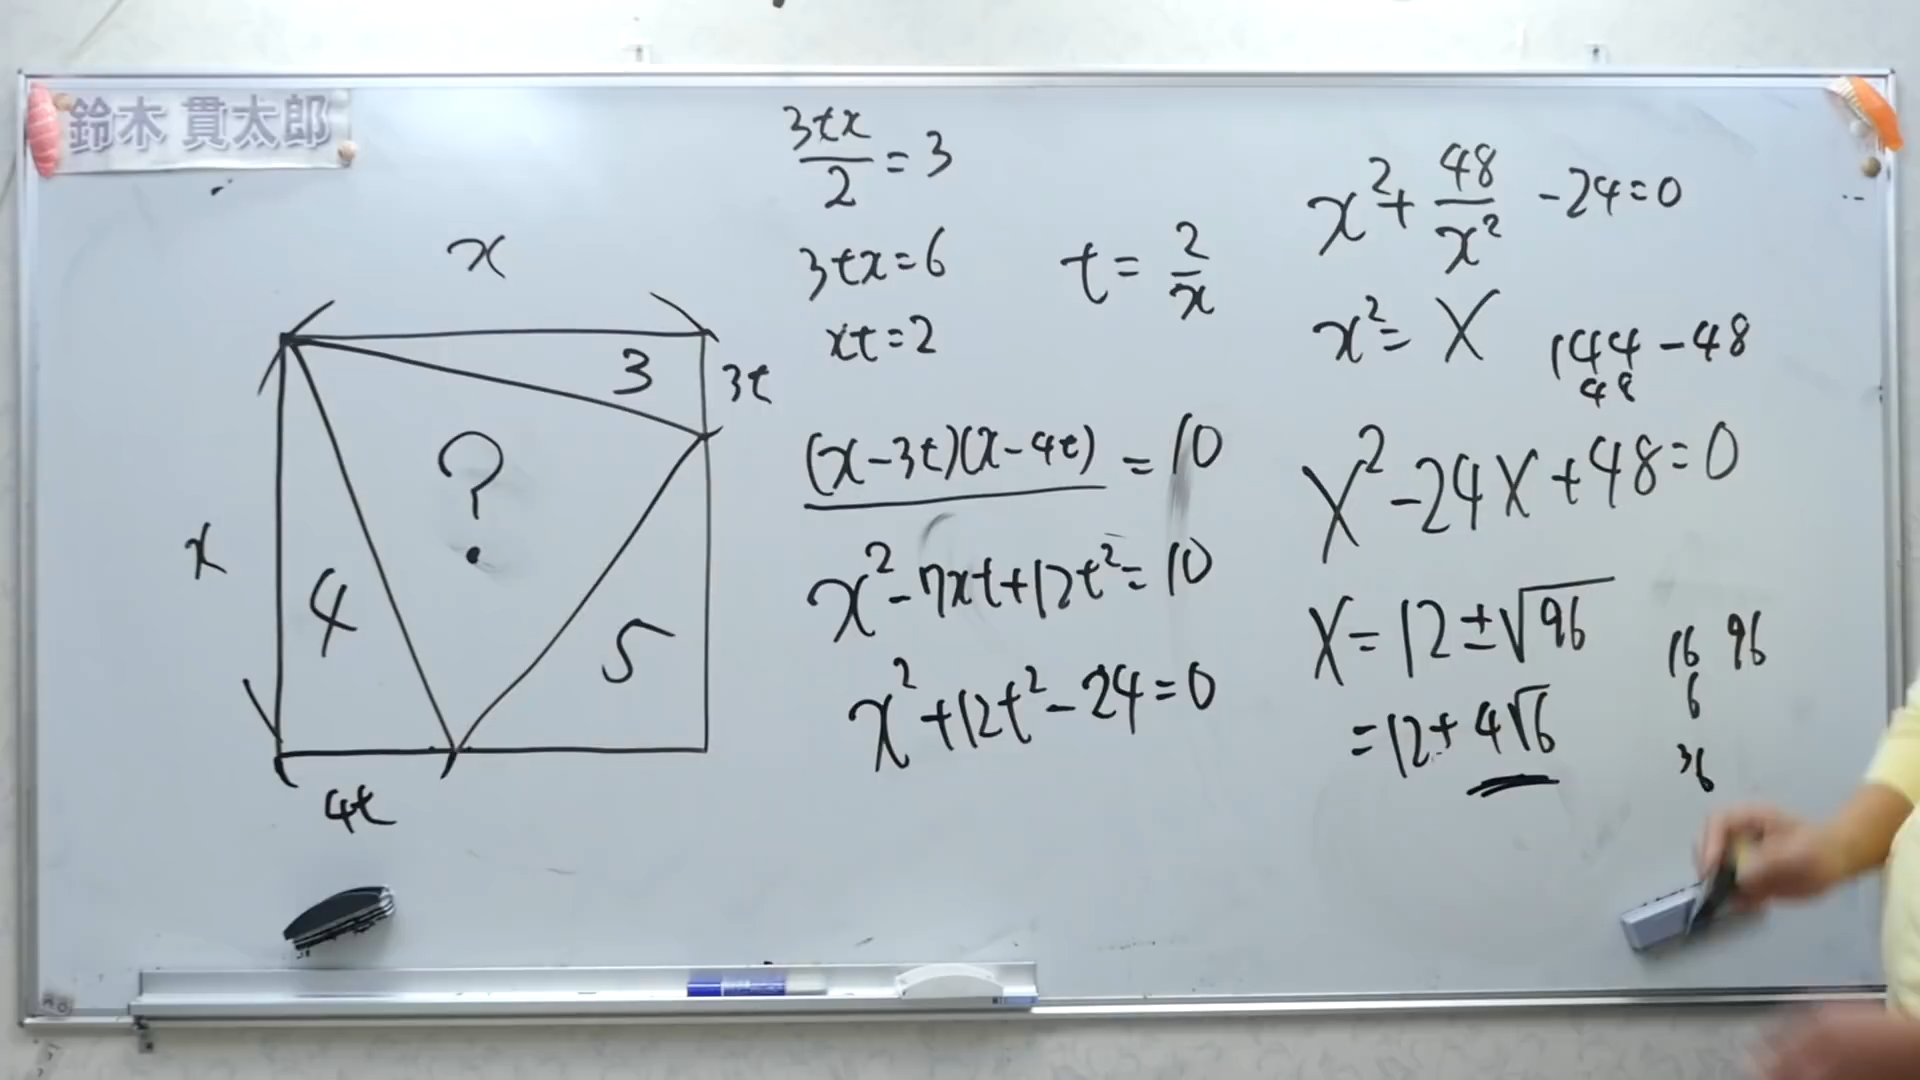 鈴木 貫太郎
x
x
3
3t
?
4
5
4t
3tx/2 = 3
3tx = 6
xt = 2
t = 2/x
(x-3t)(x-4t) = 10
x² - 7xt + 12t² = 10
x² + 12t² - 24 = 0
x² + 48/x² - 24 = 0
x² = X
144 - 48
48
X² - 24X + 48 = 0
X = 12 ± √96
= 12 + 4√6
16 96
6
36